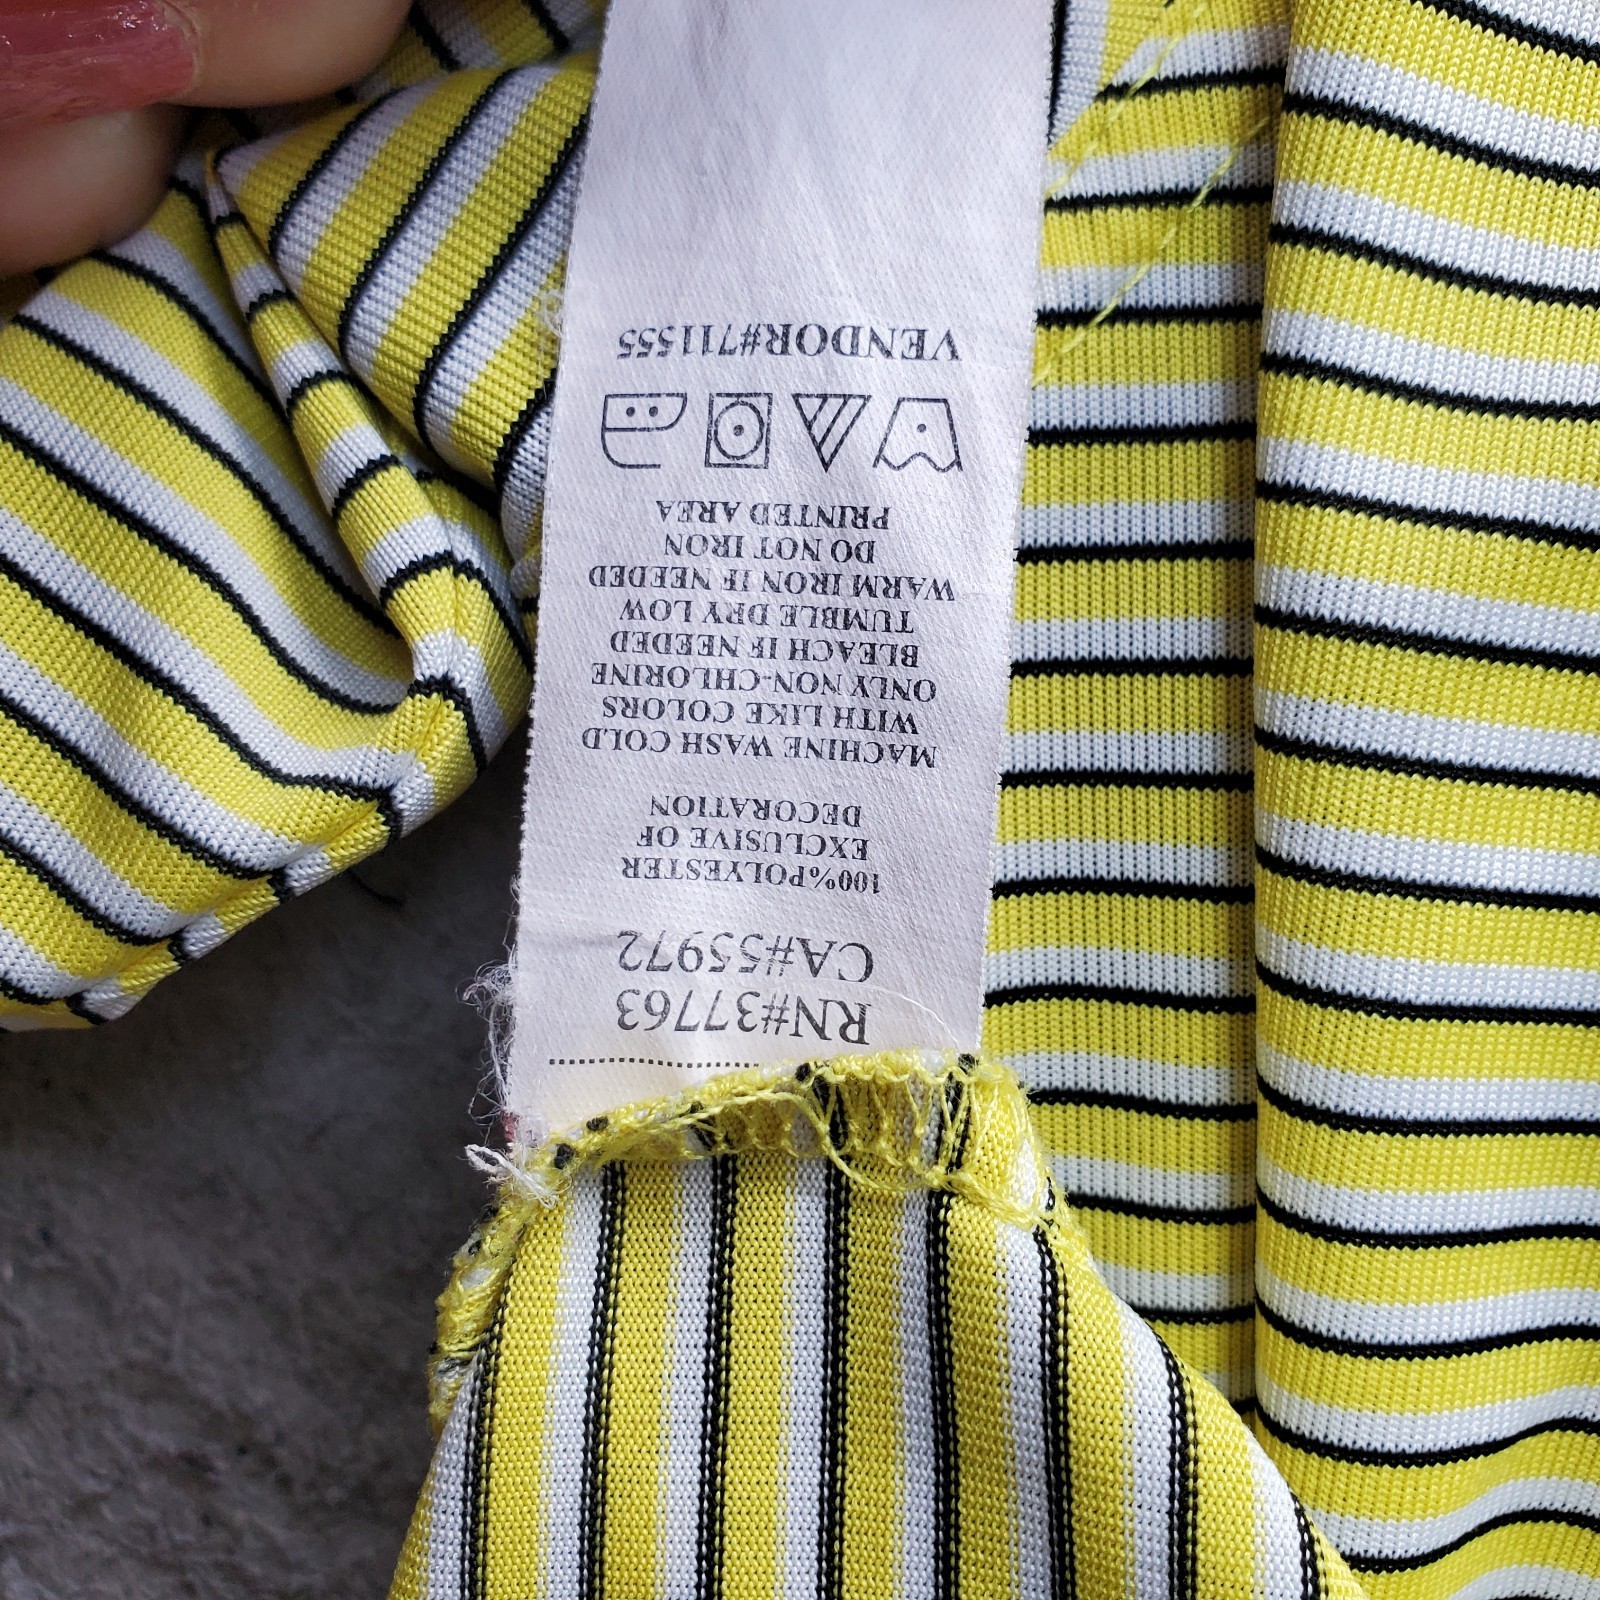 RN#37763
CA#55972
100%POLYESTER
EXCLUSIVE OF
DECORATION
MACHINE WASH COLD
WITH LIKE COLORS
ONLY NON-CHLORINE
BLEACH IF NEEDED
TUMBLE DRY LOW
WARM IRON IF NEEDED
DO NOT IRON
PRINTED AREA
VENDOR#711555